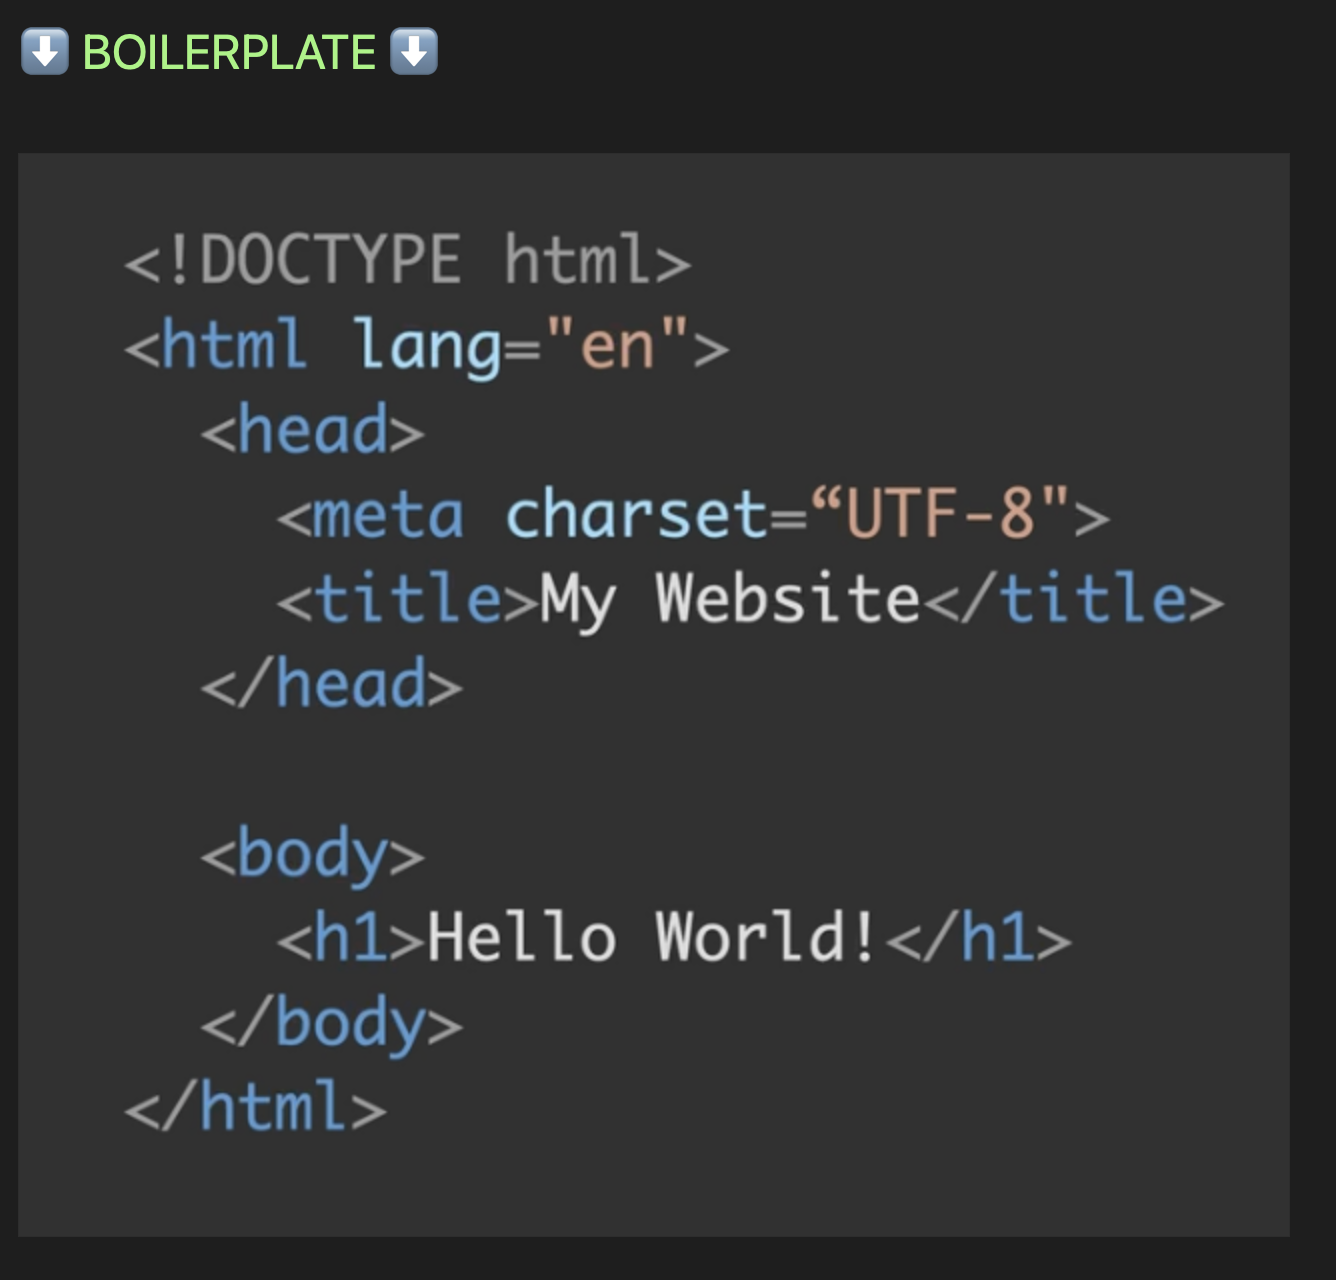 ⬇️ BOILERPLATE ⬇️
<!DOCTYPE html>
<html lang="en">
<head>
<meta charset=“UTF-8">
<title>My Website</title>
</head>
<body>
<h1>Hello World!</h1>
</body>
</html>